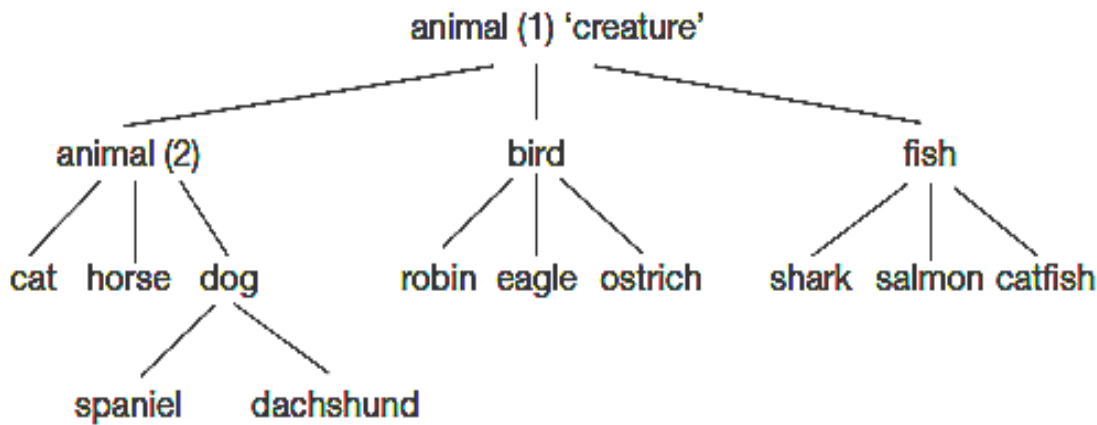 animal (1) ‘creature’
animal (2) bird fish
cat horse dog robin eagle ostrich shark salmon catfish
spaniel dachshund